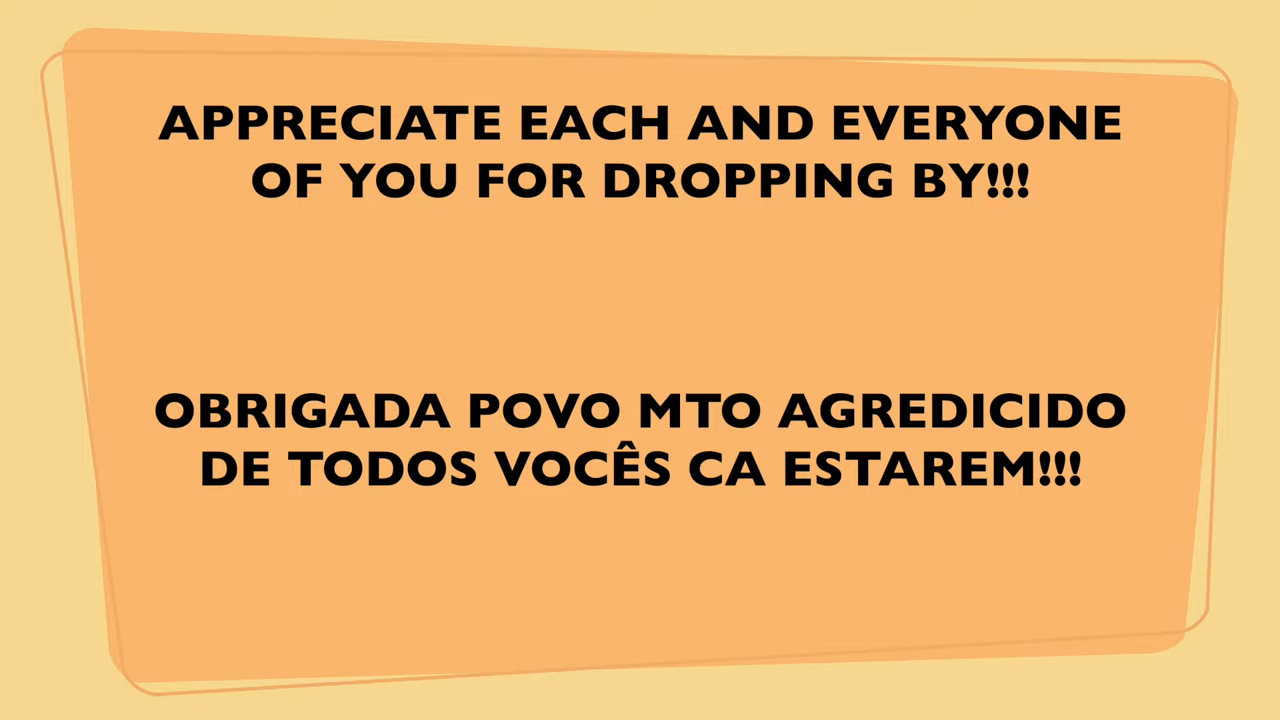 APPRECIATE EACH AND EVERYONE
OF YOU FOR DROPPING BY!!!
OBRIGADA POVO MTO AGREDICIDO
DE TODOS VOCÊS CA ESTAREM!!!